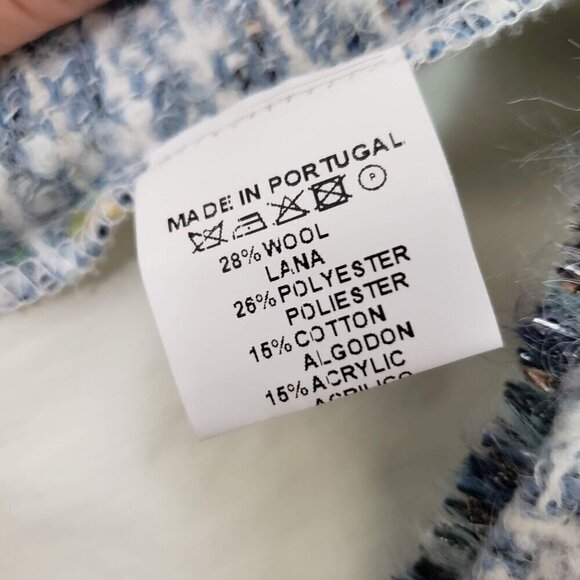 MADE IN PORTUGAL
P
28% WOOL
LANA
26% POLYESTER
POLIESTER
15% COTTON
ALGODON
15% ACRYLIC